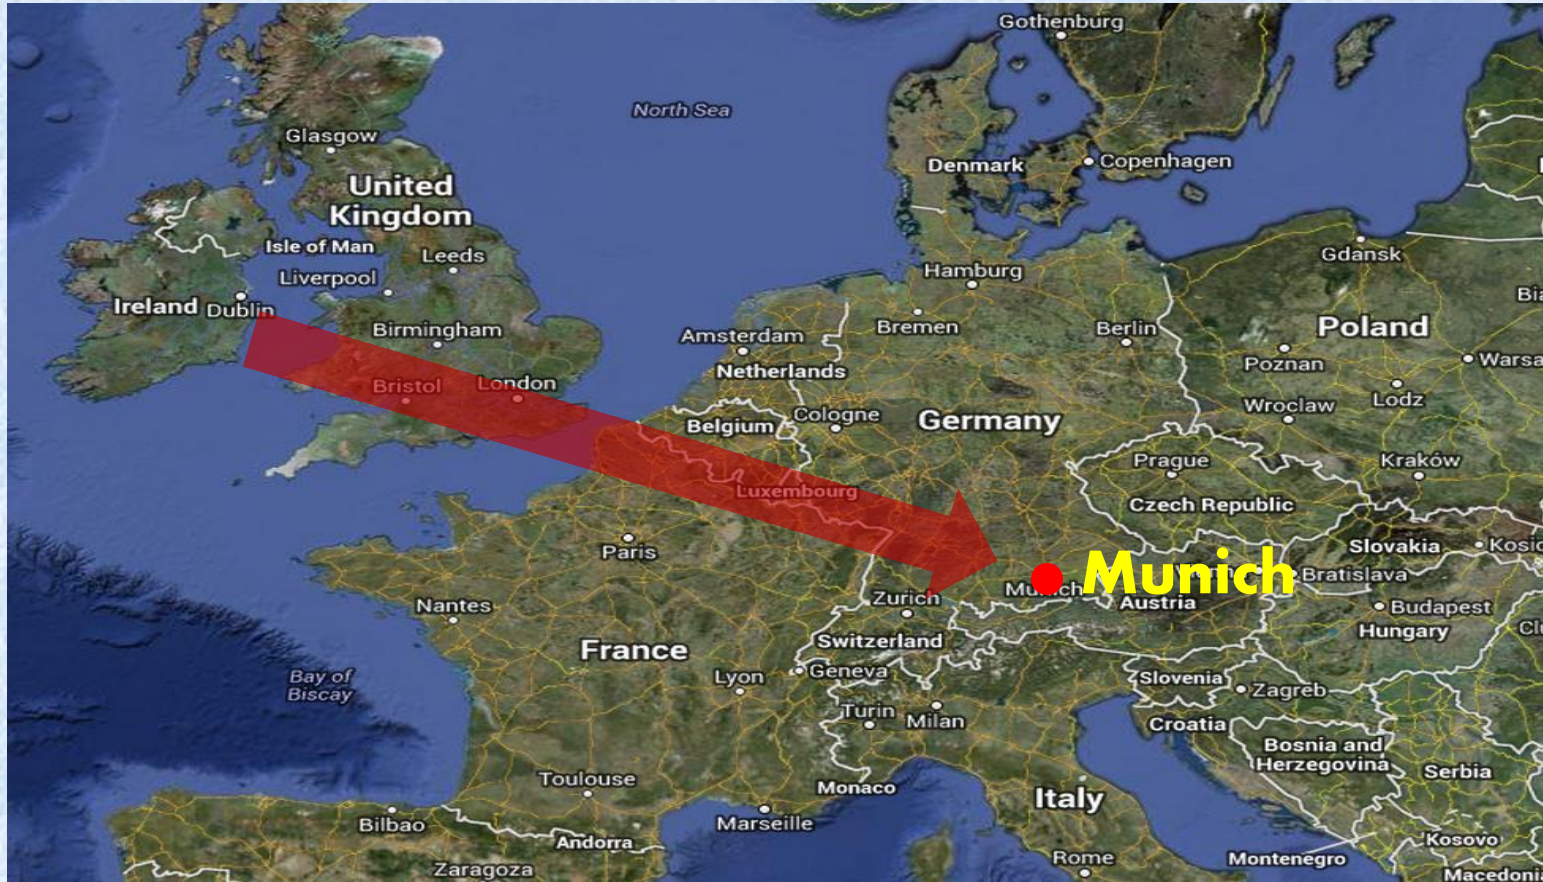 Gothenburg
North Sea
Glasgow
Denmark
Copenhagen
United
Kingdom
Isle of Man
Leeds
Gdansk
Liverpool
Hamburg
Ireland
Dublin
Birmingham
Amsterdam
Bremen
Berlin
Poland
Netherlands
Poznan
Warsa
Bristol
London
Belgium
Cologne
Germany
Wroclaw
Lodz
Prague
Kraków
Luxembourg
Czech Republic
Paris
Slovakia
Kosic
Munich
Bratislava
Nantes
Zurich
Austria
Budapest
Switzerland
Hungary
Clu
France
Bay of
Biscay
Lyon
Geneva
Slovenia
Zagreb
Turin
Milan
Croatia
Bosnia and
Herzegovina
Serbia
Toulouse
Monaco
Italy
Bilbao
Marseille
Andorra
Kosovo
Zaragoza
Rome
Montenegro
Macedoni